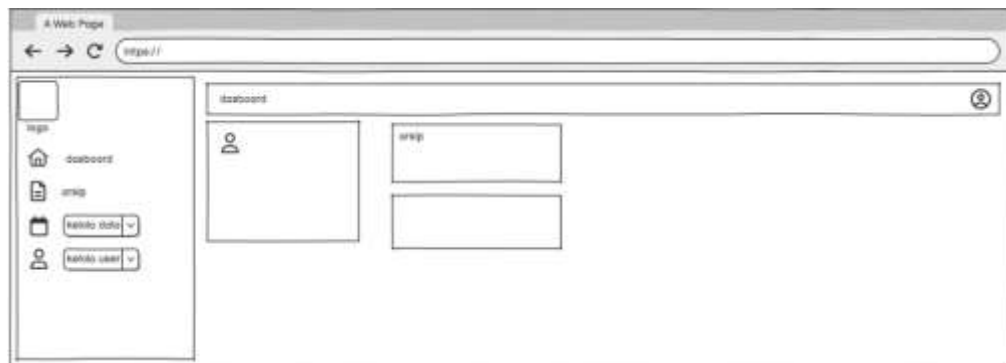 A Web Page
https://
logo
dasboard
dasboard
arsip
arsip
kelola data
kelola user